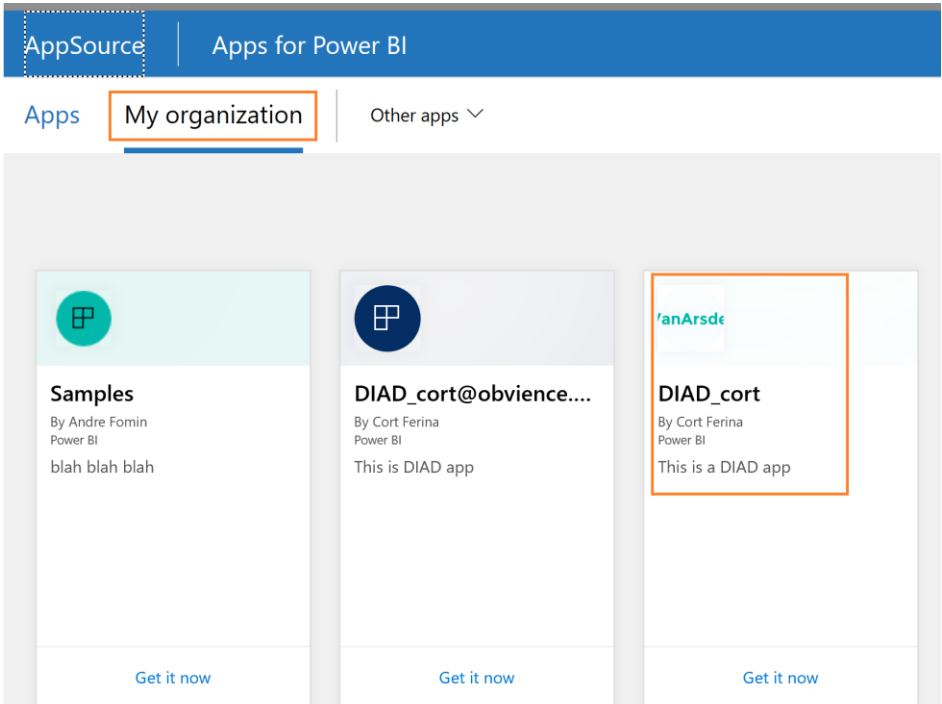 AppSource
Apps for Power BI
Apps
My organization
Other apps
Samples
By Andre Fomin
Power BI
blah blah blah
Get it now
DIAD_cort@obvience....
By Cort Ferina
Power BI
This is DIAD app
Get it now
VanArsde
DIAD_cort
By Cort Ferina
Power BI
This is a DIAD app
Get it now